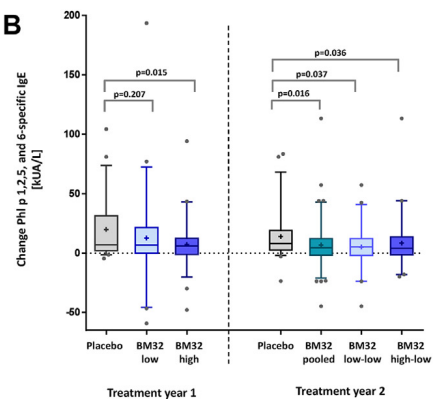 B
Change Phl p 1,2,5, and 6-specific IgE
[kUA/L]
200
150
100
50
0
-50
p=0.015
p=0.207
p=0.036
p=0.037
p=0.016
Placebo
BM32
low
BM32
high
Placebo
BM32
pooled
BM32
low-low
BM32
high-low
Treatment year 1
Treatment year 2